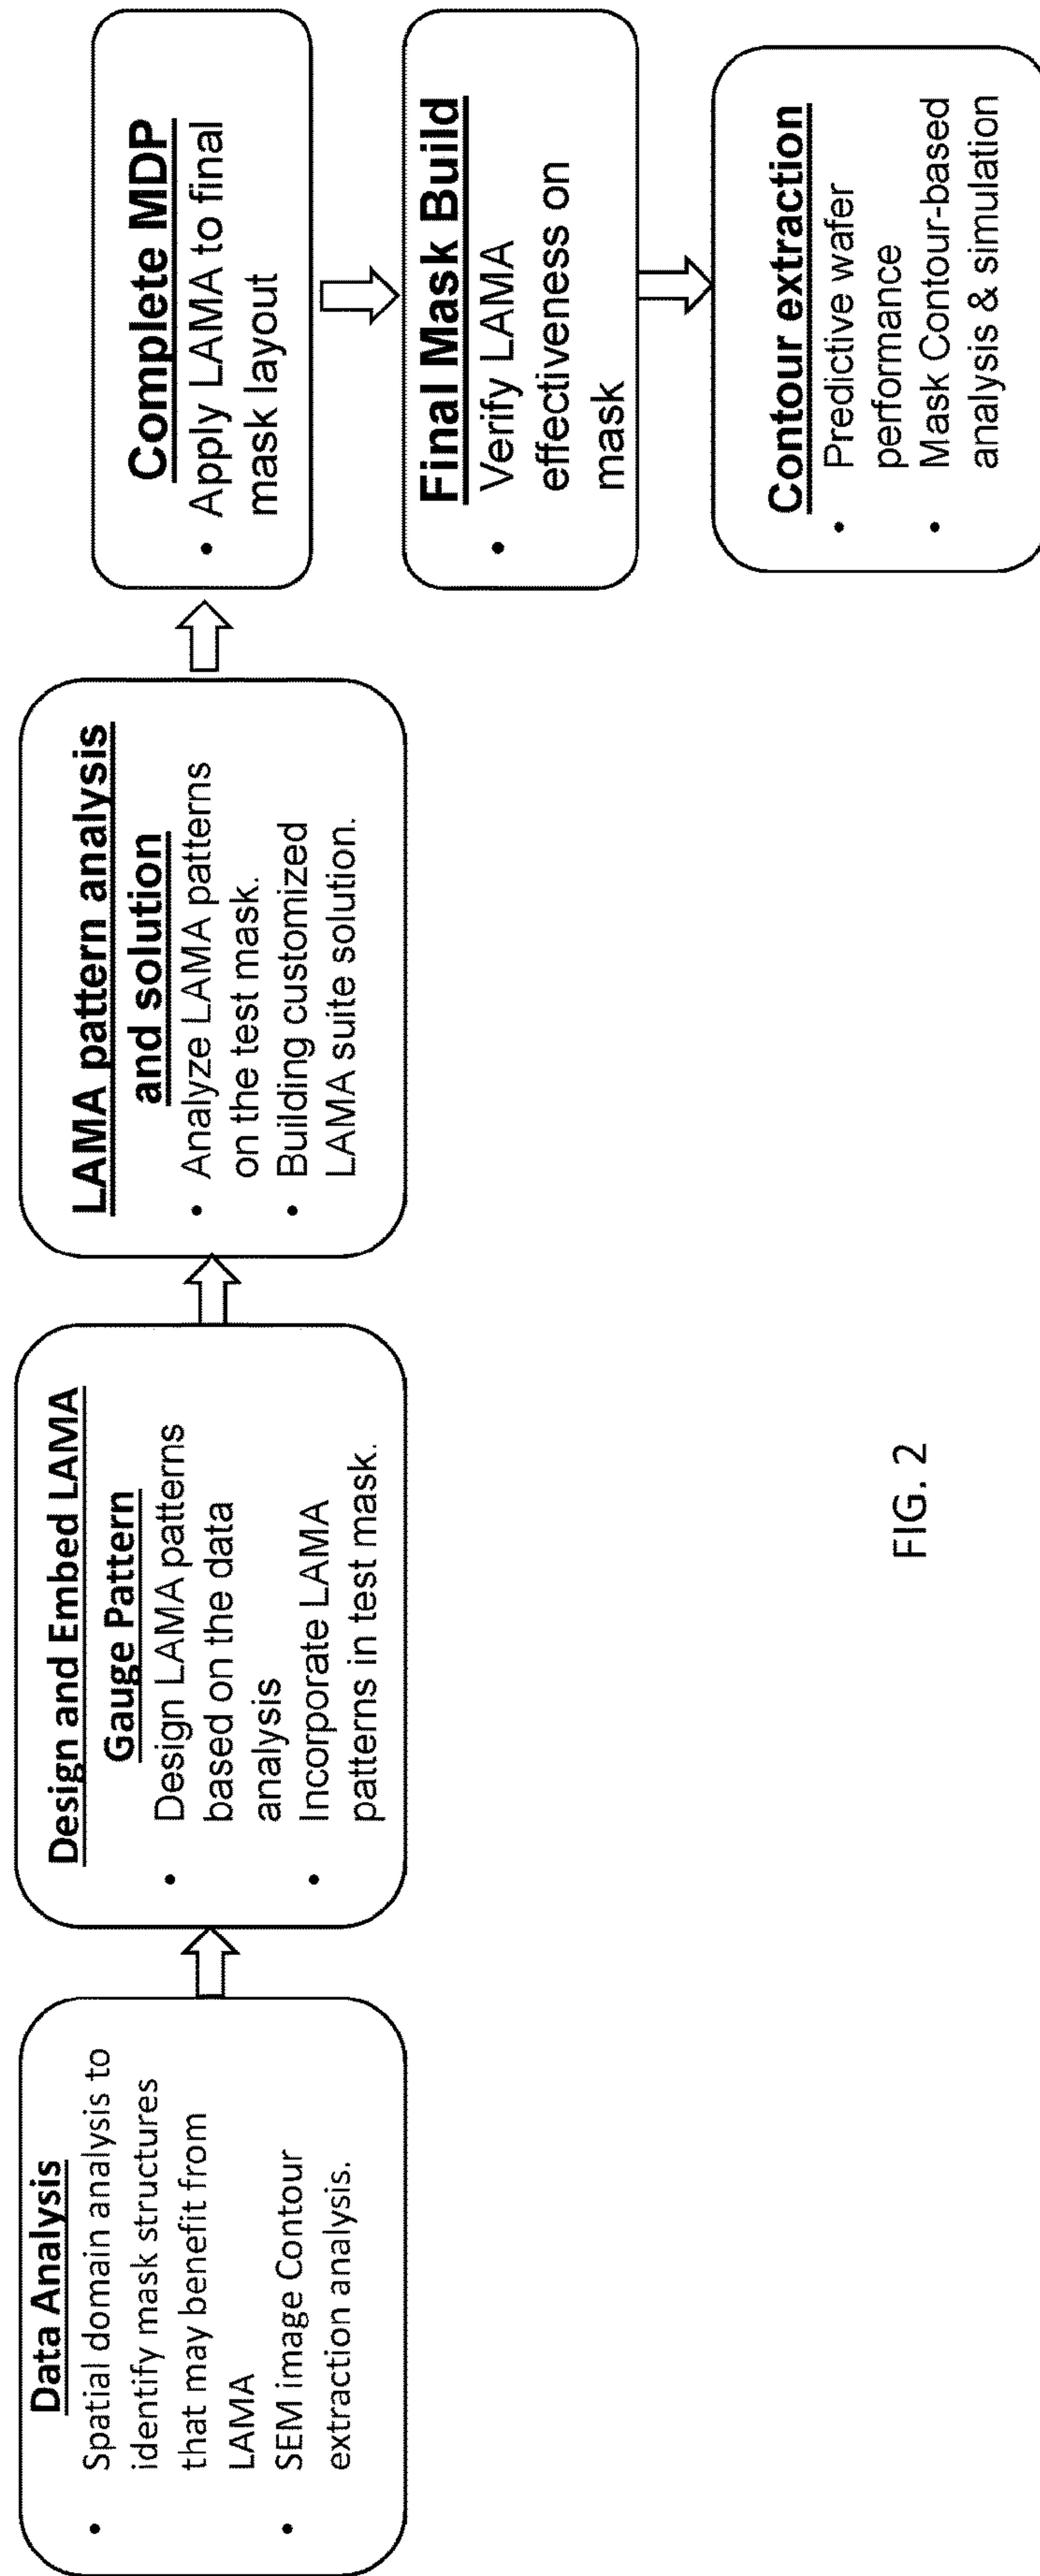 Data Analysis
• Spatial domain analysis to
identify mask structures
that may benefit from
LAMA
• SEM image Contour
extraction analysis.
Design and Embed LAMA
Gauge Pattern
• Design LAMA patterns
based on the data
analysis
• Incorporate LAMA
patterns in test mask.
LAMA pattern analysis
and solution
• Analyze LAMA patterns
on the test mask.
• Building customized
LAMA suite solution.
Complete MDP
• Apply LAMA to final
mask layout
Final Mask Build
• Verify LAMA
effectiveness on
mask
Contour extraction
• Predictive wafer
performance
• Mask Contour-based
analysis & simulation
FIG. 2